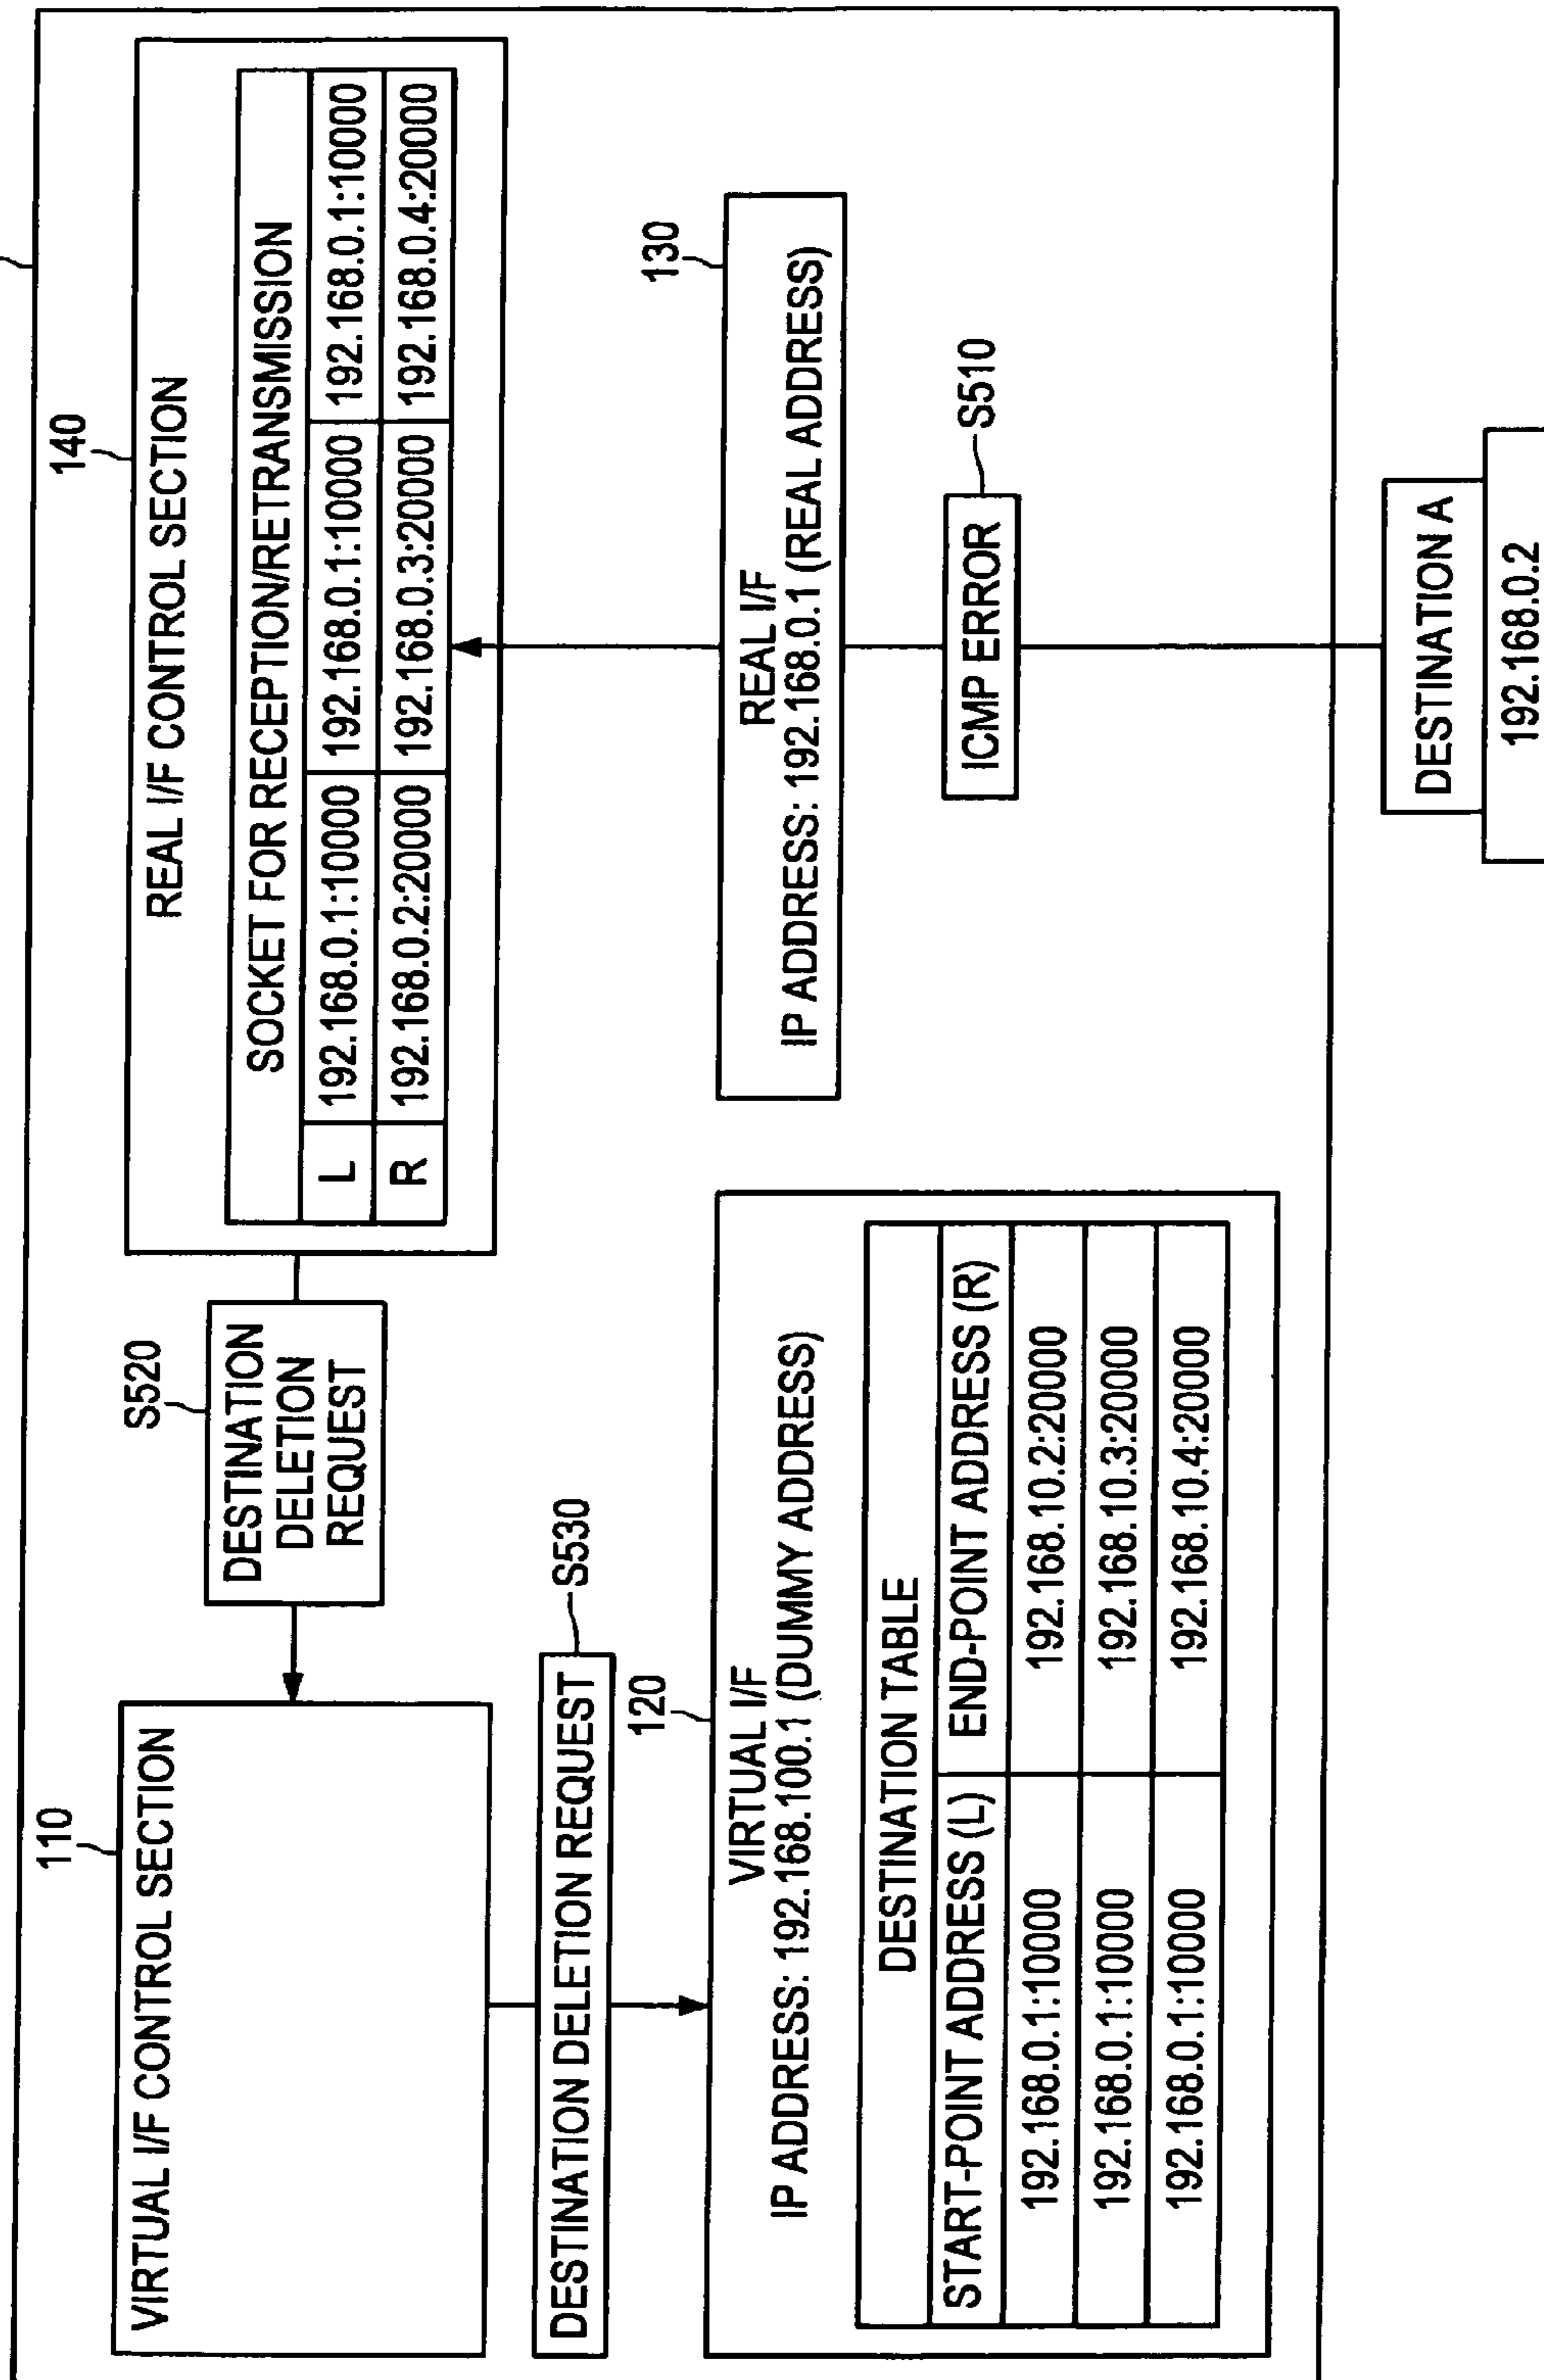 110
VIRTUAL I/F CONTROL SECTION
S520
DESTINATION
DELETION
REQUEST
140
REAL I/F CONTROL SECTION
SOCKET FOR RECEPTION/RETRANSMISSION
L 192.168.0.1:10000 192.168.0.1:10000 192.168.0.1:10000
R 192.168.0.2:20000 192.168.0.3:20000 192.168.0.4:20000
DESTINATION DELETION REQUEST
S530
120
VIRTUAL I/F
IP ADDRESS: 192.168.100.1 (DUMMY ADDRESS)
DESTINATION TABLE
START-POINT ADDRESS (L) END-POINT ADDRESS (R)
192.168.0.1:10000 192.168.10.2:20000
192.168.0.1:10000 192.168.10.3:20000
192.168.0.1:10000 192.168.10.4:20000
130
REAL I/F
IP ADDRESS: 192.168.0.1 (REAL ADDRESS)
ICMP ERROR
S510
DESTINATION A
192.168.0.2